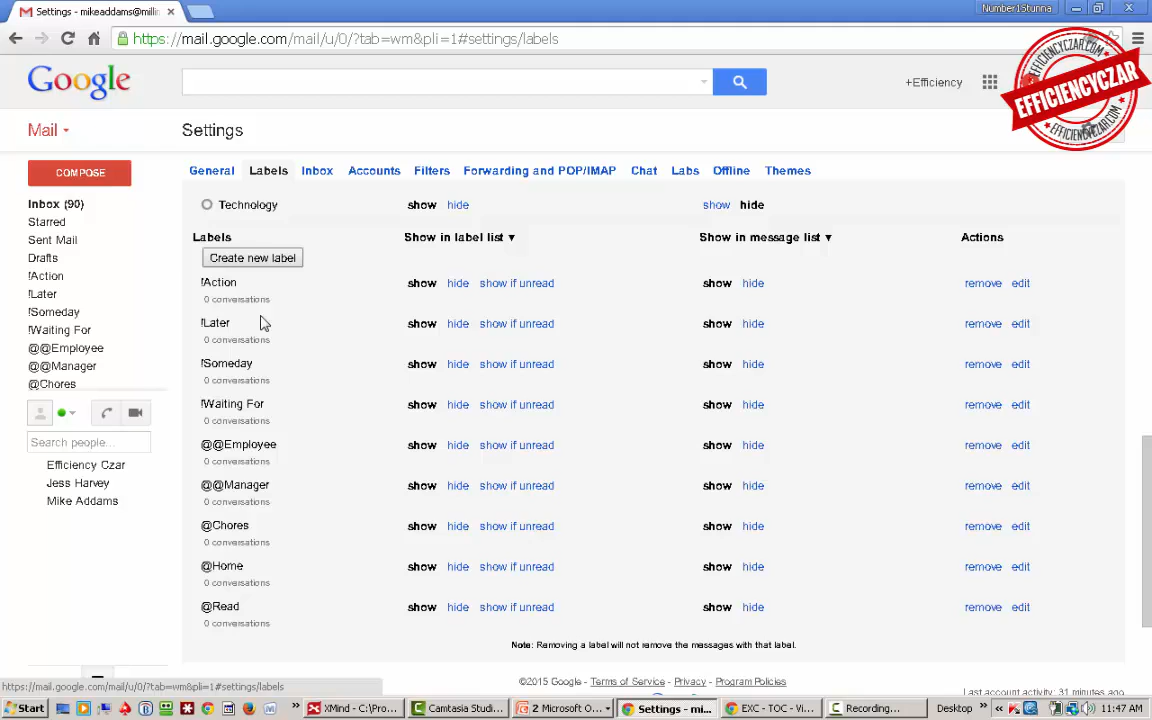 Settings - mikeaddams@millin
Number1Stunna
https://mail.google.com/mail/u/0/?tab=wm&pli=1#settings/labels
Google
+Efficiency
EFFICIENCYCZAR.COM
EFFICIENCYCZAR
EFFICIENCYCZAR.COM
Mail
Settings
COMPOSE
General Labels Inbox Accounts Filters Forwarding and POP/IMAP Chat Labs Offline Themes
Inbox (90)
Starred
Sent Mail
Drafts
!Action
!Later
!Someday
!Waiting For
@@Employee
@@Manager
@Chores
Search people...
Efficiency Czar
Jess Harvey
Mike Addams
Technology show hide show hide
Labels Show in label list Show in message list Actions
Create new label
!Action show hide show if unread show hide remove edit
0 conversations
!Later show hide show if unread show hide remove edit
0 conversations
!Someday show hide show if unread show hide remove edit
0 conversations
!Waiting For show hide show if unread show hide remove edit
0 conversations
@@Employee show hide show if unread show hide remove edit
0 conversations
@@Manager show hide show if unread show hide remove edit
0 conversations
@Chores show hide show if unread show hide remove edit
0 conversations
@Home show hide show if unread show hide remove edit
0 conversations
@Read show hide show if unread show hide remove edit
0 conversations
Note: Removing a label will not remove the messages with that label.
©2015 Google - Terms of Service - Privacy - Program Policies
Last account activity: 31 minutes ago
https://mail.google.com/mail/u/0/?tab=wm&pli=1#settings/labels
Start XMind - C:\Pro... Camtasia Studi... 2 Microsoft O... Settings - mi... EXC - TOC - Vi... Recording... Desktop 11:47 AM